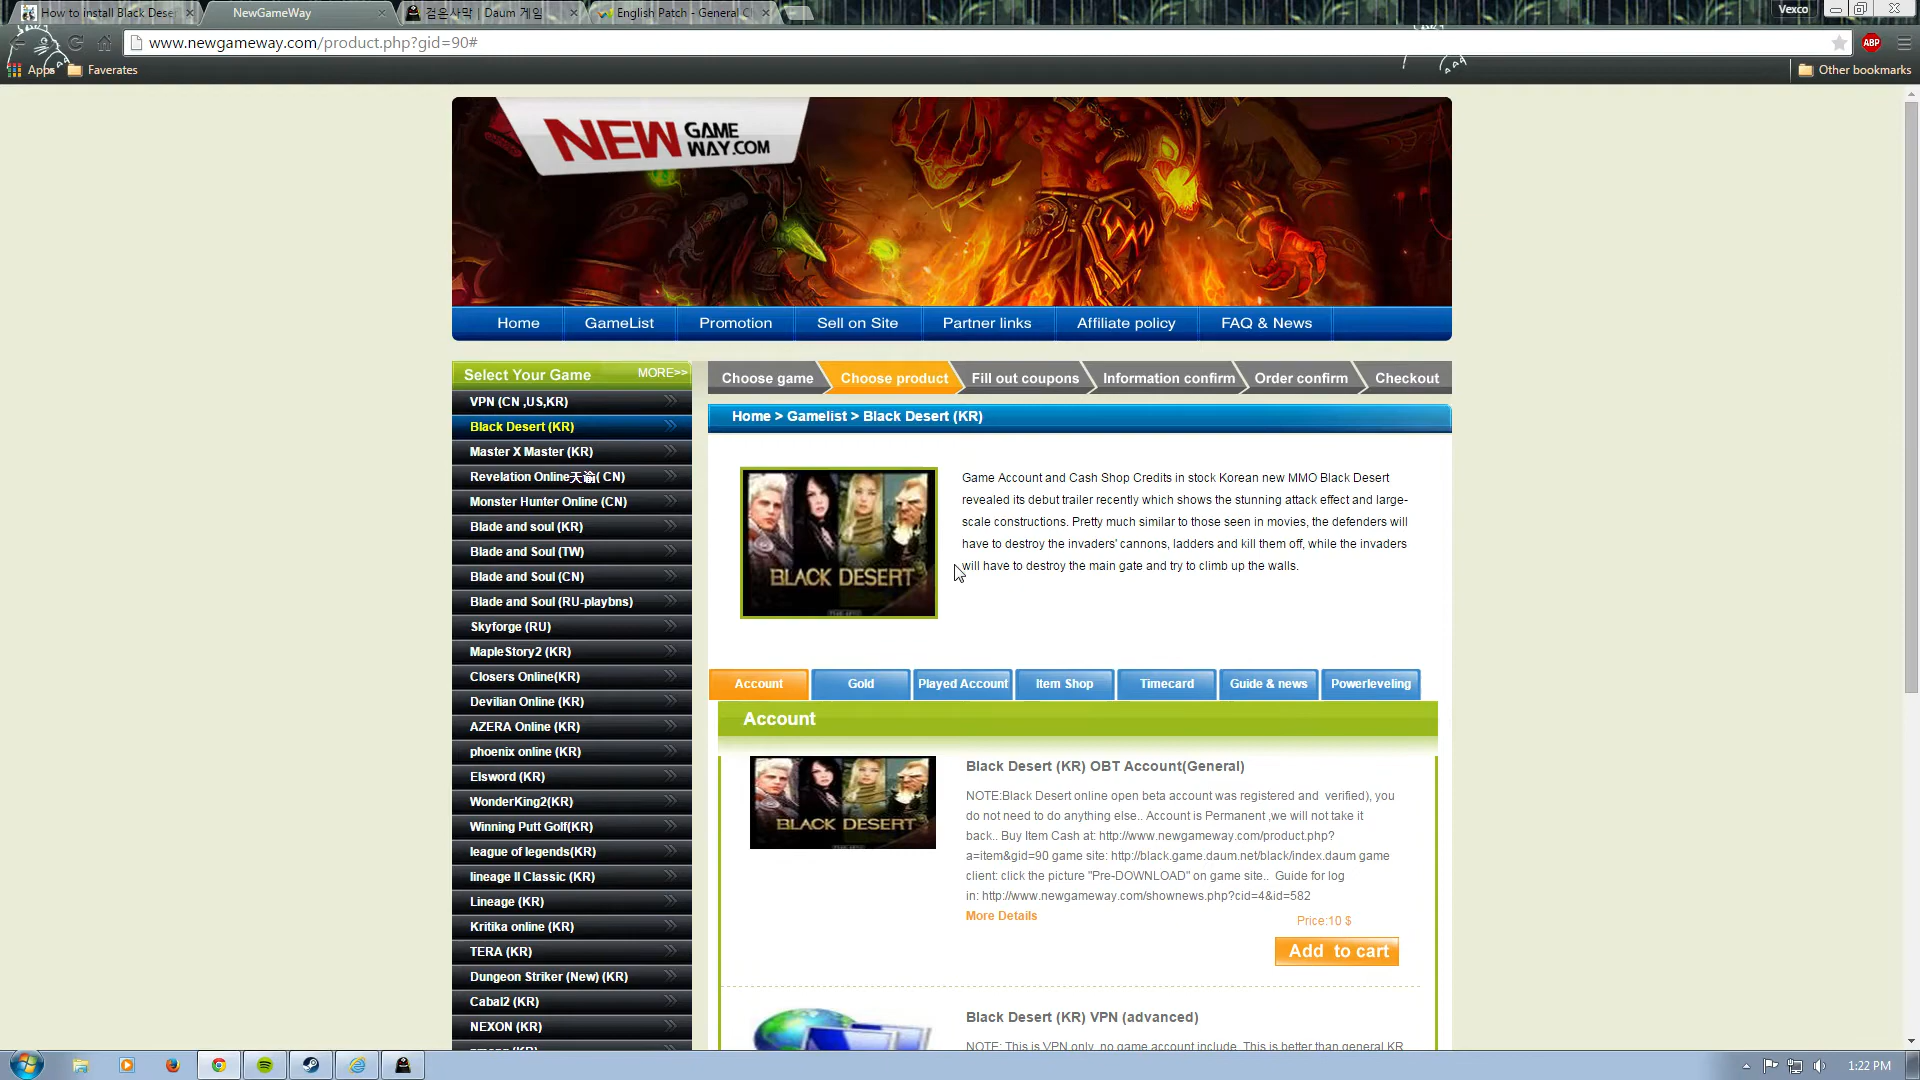 How to install Black Deser
NewGameWay
검은사막 | Daum 게임
English Patch - General C
Vexco
www.newgameway.com/product.php?gid=90#
ABP
Apps
Faverates
Other bookmarks
NEW GAME WAY.COM
Home
GameList
Promotion
Sell on Site
Partner links
Affiliate policy
FAQ & News
Select Your Game
MORE>>
VPN (CN ,US,KR)
Black Desert (KR)
Master X Master (KR)
Revelation Online天谕( CN)
Monster Hunter Online (CN)
Blade and soul (KR)
Blade and Soul (TW)
Blade and Soul (CN)
Blade and Soul (RU-playbns)
Skyforge (RU)
MapleStory2 (KR)
Closers Online(KR)
Devilian Online (KR)
AZERA Online (KR)
phoenix online (KR)
Elsword (KR)
WonderKing2(KR)
Winning Putt Golf(KR)
league of legends(KR)
lineage II Classic (KR)
Lineage (KR)
Kritika online (KR)
TERA (KR)
Dungeon Striker (New) (KR)
Cabal2 (KR)
NEXON (KR)
Choose game
Choose product
Fill out coupons
Information confirm
Order confirm
Checkout
Home > Gamelist > Black Desert (KR)
BLACK DESERT
Game Account and Cash Shop Credits in stock Korean new MMO Black Desert
revealed its debut trailer recently which shows the stunning attack effect and large-
scale constructions. Pretty much similar to those seen in movies, the defenders will
have to destroy the invaders' cannons, ladders and kill them off, while the invaders
will have to destroy the main gate and try to climb up the walls.
Account
Gold
Played Account
Item Shop
Timecard
Guide & news
Powerleveling
Account
BLACK DESERT
Black Desert (KR) OBT Account(General)
NOTE:Black Desert online open beta account was registered and verified), you
do not need to do anything else.. Account is Permanent ,we will not take it
back.. Buy Item Cash at: http://www.newgameway.com/product.php?
a=item&gid=90 game site: http://black.game.daum.net/black/index.daum game
client: click the picture "Pre-DOWNLOAD" on game site.. Guide for log
in: http://www.newgameway.com/shownews.php?cid=4&id=582
More Details
Price:10 $
Add to cart
Black Desert (KR) VPN (advanced)
NOTE: This is VPN only, no game account include. This is better than general KR
1:22 PM